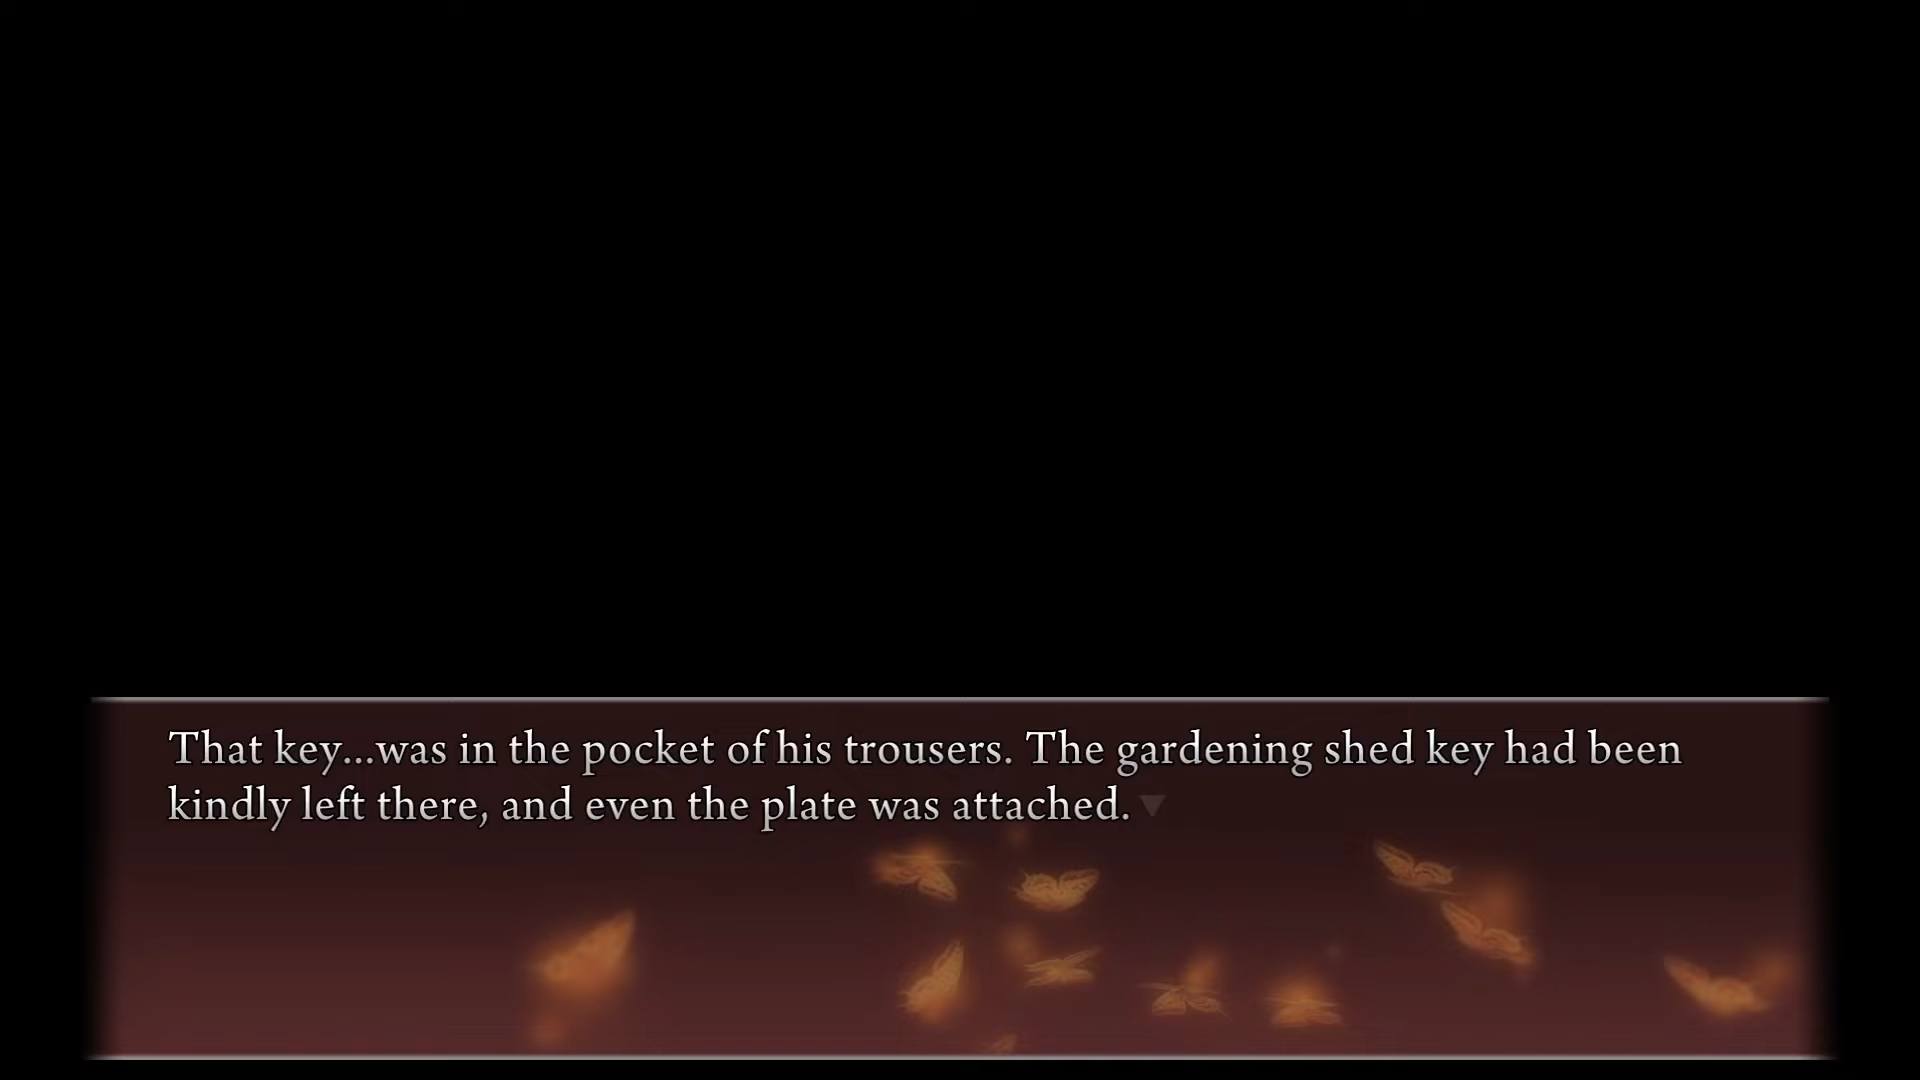 That key...was in the pocket of his trousers. The gardening shed key had been
kindly left there, and even the plate was attached.